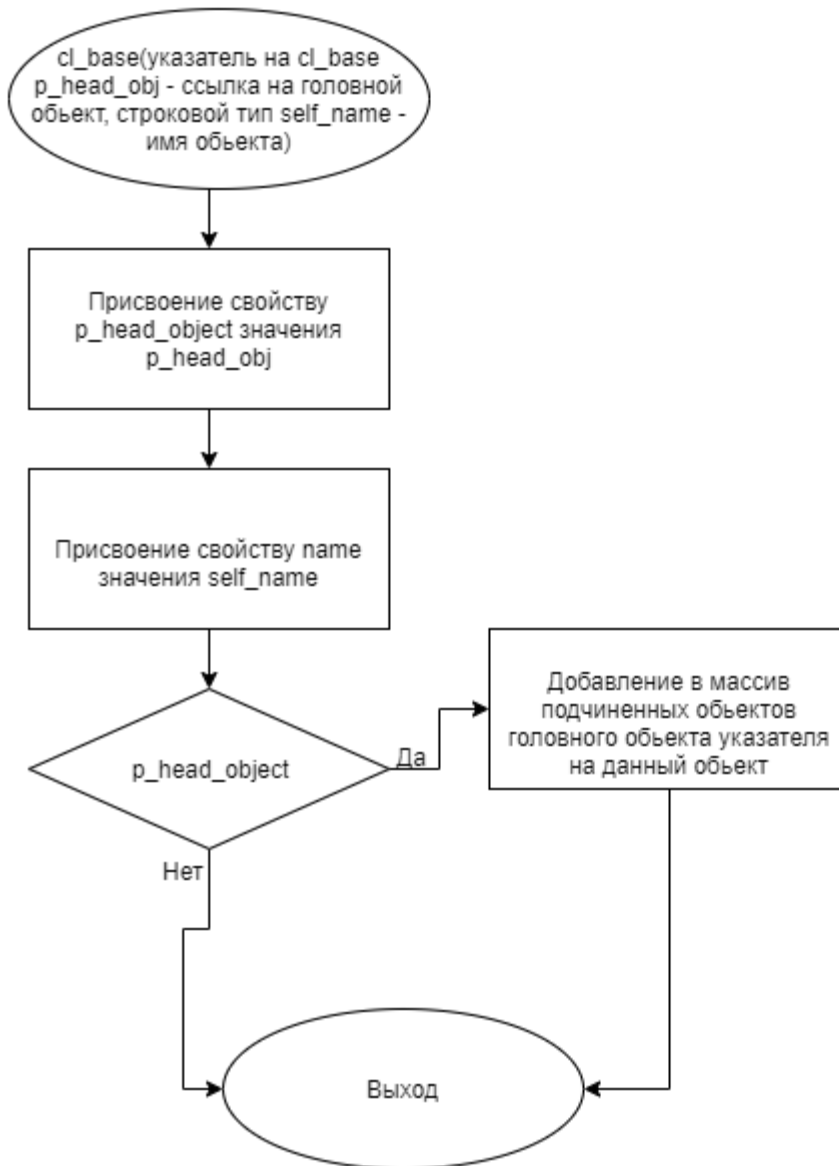 cl_base(указатель на cl_base
p_head_obj - ссылка на головной
обьект, строковой тип self_name -
имя обьекта)
Присвоение свойству
p_head_object значения
p_head_obj
Присвоение свойству name
значения self_name
p_head_object
Да
Добавление в массив
подчиненных обьектов
головного обьекта указателя
на данный обьект
Нет
Выход